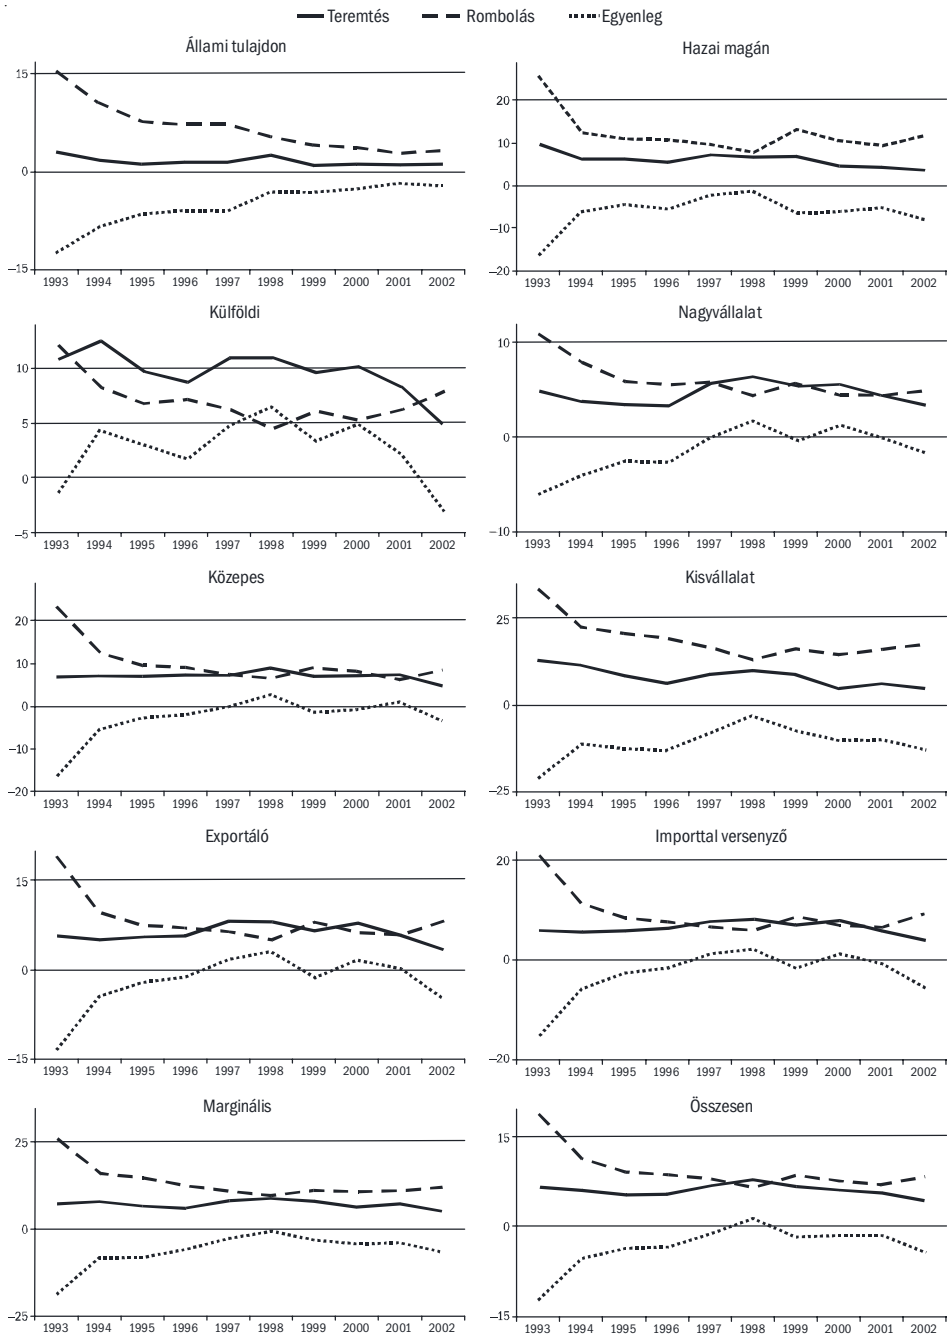 Teremtés Rombolás Egyenleg
Állami tulajdon
15
0
–15
1993 1994 1995 1996 1997 1998 1999 2000 2001 2002
Hazai magán
20
10
0
–10
–20
1993 1994 1995 1996 1997 1998 1999 2000 2001 2002
Külföldi
10
5
0
–5
1993 1994 1995 1996 1997 1998 1999 2000 2001 2002
Nagyvállalat
10
0
–10
1993 1994 1995 1996 1997 1998 1999 2000 2001 2002
Közepes
20
10
0
–10
–20
1993 1994 1995 1996 1997 1998 1999 2000 2001 2002
Kisvállalat
25
0
–25
1993 1994 1995 1996 1997 1998 1999 2000 2001 2002
Exportáló
15
0
–15
1993 1994 1995 1996 1997 1998 1999 2000 2001 2002
Importtal versenyző
20
0
–20
1993 1994 1995 1996 1997 1998 1999 2000 2001 2002
Marginális
25
0
–25
1993 1994 1995 1996 1997 1998 1999 2000 2001 2002
Összesen
15
0
–15
1993 1994 1995 1996 1997 1998 1999 2000 2001 2002